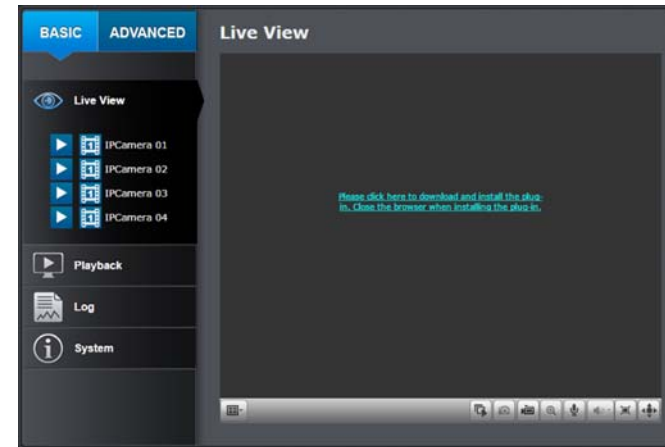 BASIC
ADVANCED
Live View
Live View
IPCamera 01
IPCamera 02
IPCamera 03
IPCamera 04
Please click here to download and install the plug-
in. Close the browser when installing the plug-in.
Playback
Log
System